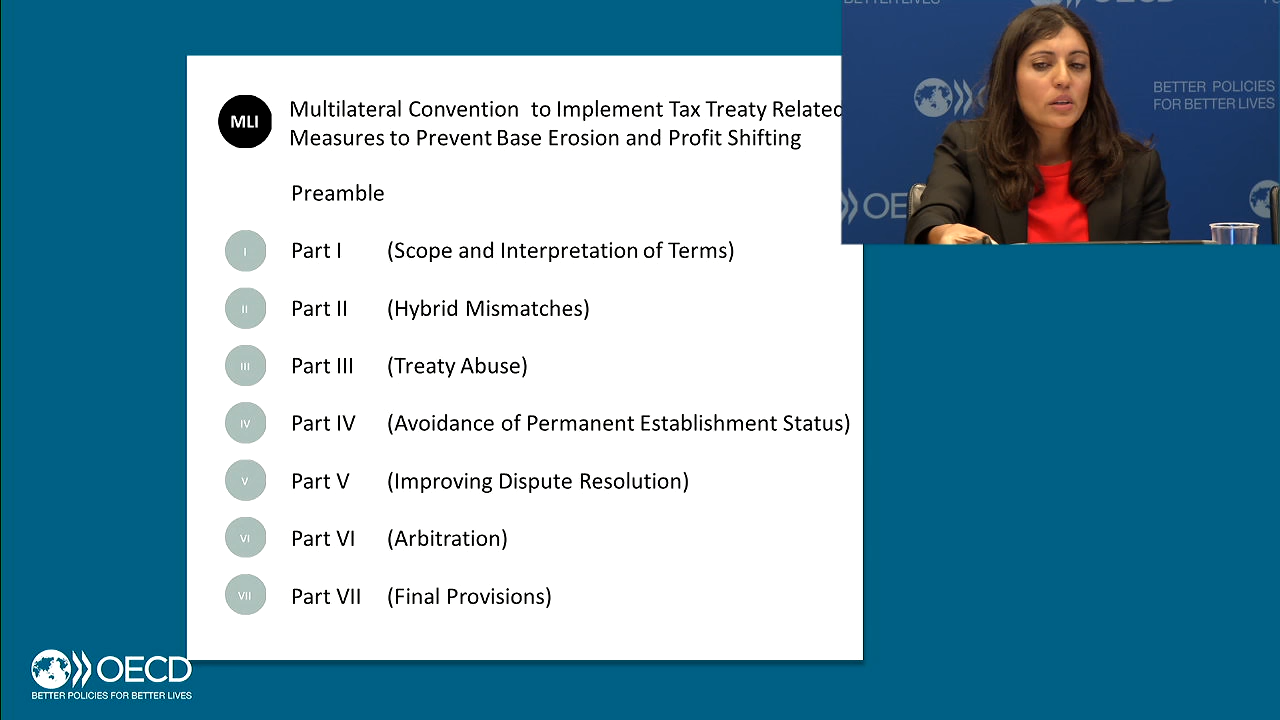 MLI
Multilateral Convention to Implement Tax Treaty Related
Measures to Prevent Base Erosion and Profit Shifting
Preamble
I Part I (Scope and Interpretation of Terms)
II Part II (Hybrid Mismatches)
III Part III (Treaty Abuse)
IV Part IV (Avoidance of Permanent Establishment Status)
V Part V (Improving Dispute Resolution)
VI Part VI (Arbitration)
VII Part VII (Final Provisions)
OECD
BETTER POLICIES FOR BETTER LIVES
BETTER POLICIES
FOR BETTER LIVES
OE